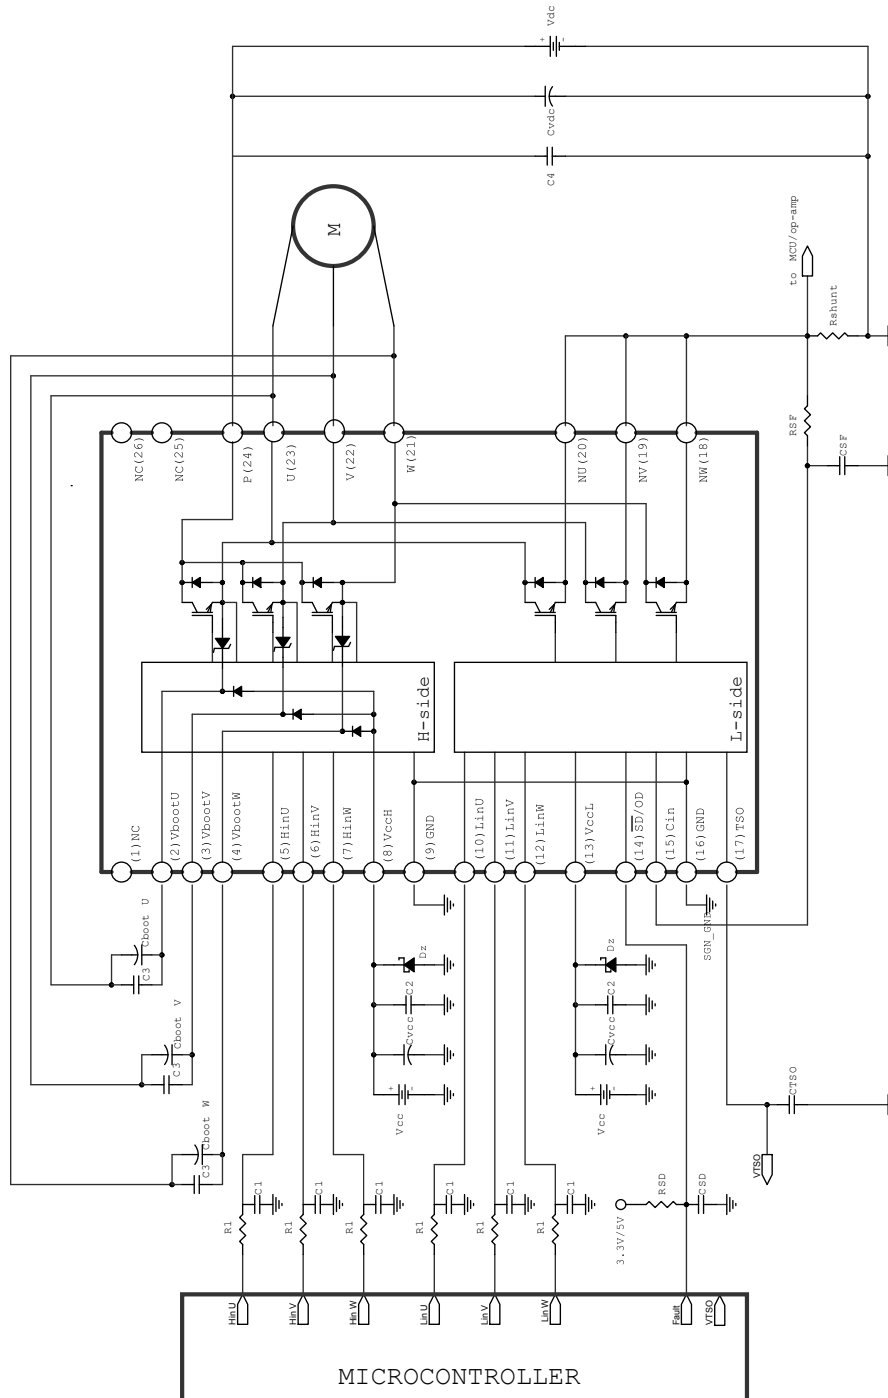 Vdc
+
-
Cvdc
C4
M
to MCU/op-amp
Rshunt
RSF
CSF
NC(26)
NC(25)
P(24)
U(23)
V(22)
W(21)
NU(20)
NV(19)
NW(18)
H-side
L-side
(1)NC
(2)VbootU
(3)VbootV
(4)VbootW
(5)HinU
(6)HinV
(7)HinW
(8)VccH
(9)GND
(10)LinU
(11)LinV
(12)LinW
(13)VccL
(14)SD/OD
(15)Cin
(16)GND
(17)TSO
SGN_GND
Cboot U
C3
Cboot V
C3
Cboot W
C3
Dz
C2
Cvcc
+
-
Vcc
Dz
C2
Cvcc
+
-
Vcc
CTSO
VTSO
R1
C1
R1
C1
R1
C1
R1
C1
R1
C1
R1
C1
3.3V/5V
RSD
CSD
Hin U
Hin V
Hin W
Lin U
Lin V
Lin W
Fault
VTSO
MICROCONTROLLER